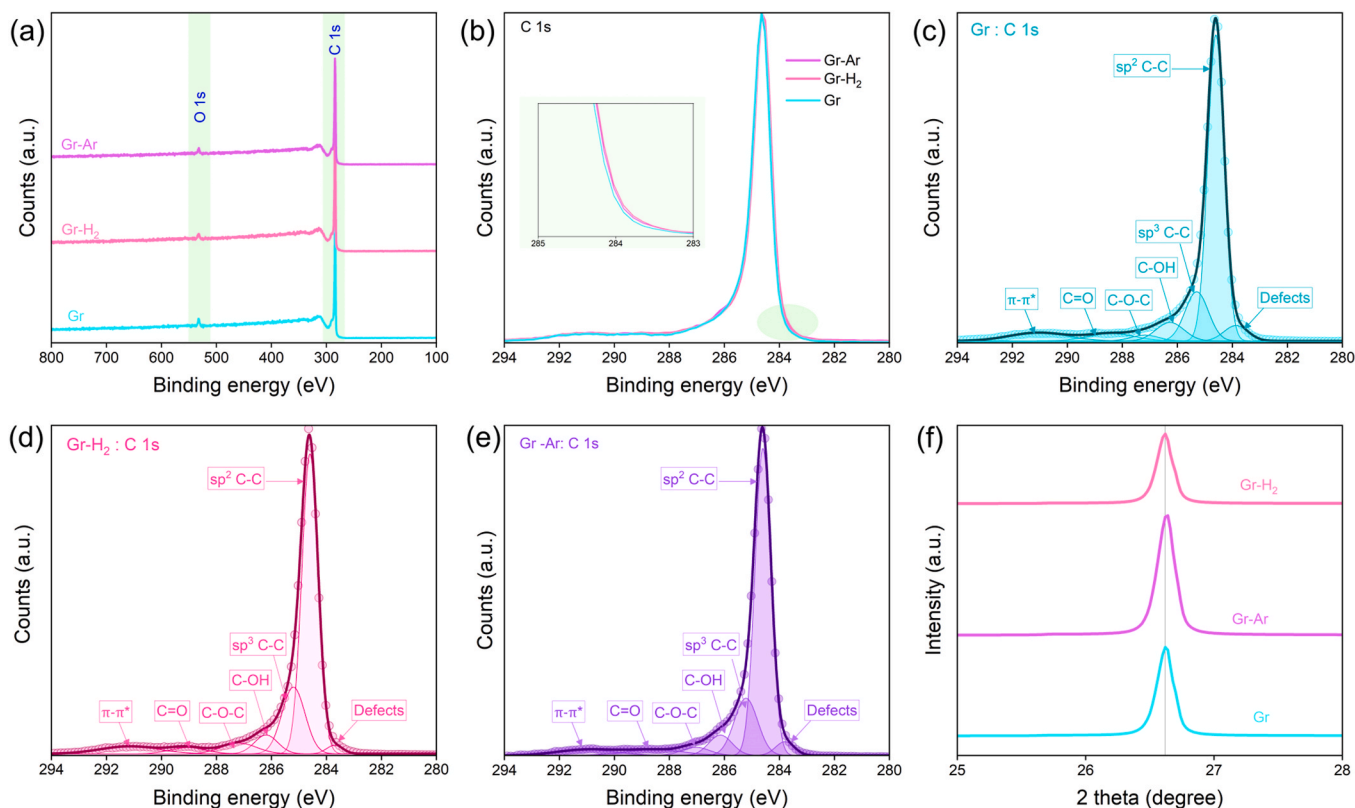 (a)
O 1s
C 1s
Gr-Ar
Gr-H₂
Gr
Counts (a.u.)
800 700 600 500 400 300 200 100
Binding energy (eV)
(b)
C 1s
Gr-Ar
Gr-H₂
Gr
285 284 283
Counts (a.u.)
294 292 290 288 286 284 282 280
Binding energy (eV)
(c)
Gr : C 1s
sp² C-C
sp³ C-C
C-OH
π-π*
C=O
C-O-C
Defects
Counts (a.u.)
294 292 290 288 286 284 282 280
Binding energy (eV)
(d)
Gr-H₂ : C 1s
sp² C-C
sp³ C-C
C-OH
π-π*
C=O
C-O-C
Defects
Counts (a.u.)
294 292 290 288 286 284 282 280
Binding energy (eV)
(e)
Gr -Ar: C 1s
sp² C-C
sp³ C-C
C-OH
π-π*
C=O
C-O-C
Defects
Counts (a.u.)
294 292 290 288 286 284 282 280
Binding energy (eV)
(f)
Gr-H₂
Gr-Ar
Gr
Intensity (a.u.)
25 26 27 28
2 theta (degree)